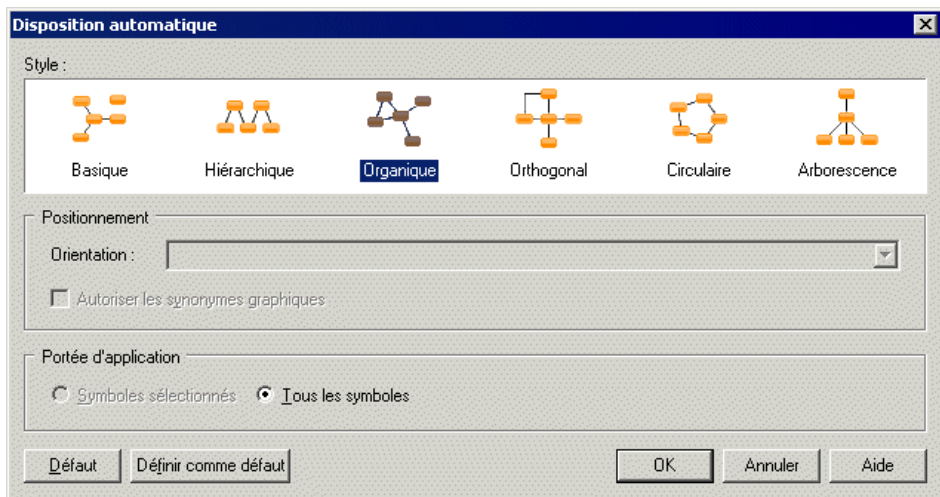 Disposition automatique
Style :
Basique Hiérarchique Organique Orthogonal Circulaire Arborescence
Positionnement
Orientation :
Autoriser les synonymes graphiques
Portée d'application
Symboles sélectionnés Tous les symboles
Défaut Définir comme défaut OK Annuler Aide